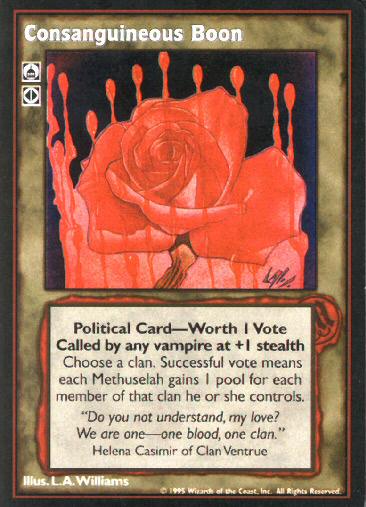 Consanguineous Boon
Political Card—Worth 1 Vote
Called by any vampire at +1 stealth
Choose a clan. Successful vote means
each Methuselah gains 1 pool for each
member of that clan he or she controls.
“Do you not understand, my love?
We are one—one blood, one clan.”
Helena Casimir of Clan Ventrue
Illus. L.A. Williams
© 1995 Wizards of the Coast, Inc. All Rights Reserved.